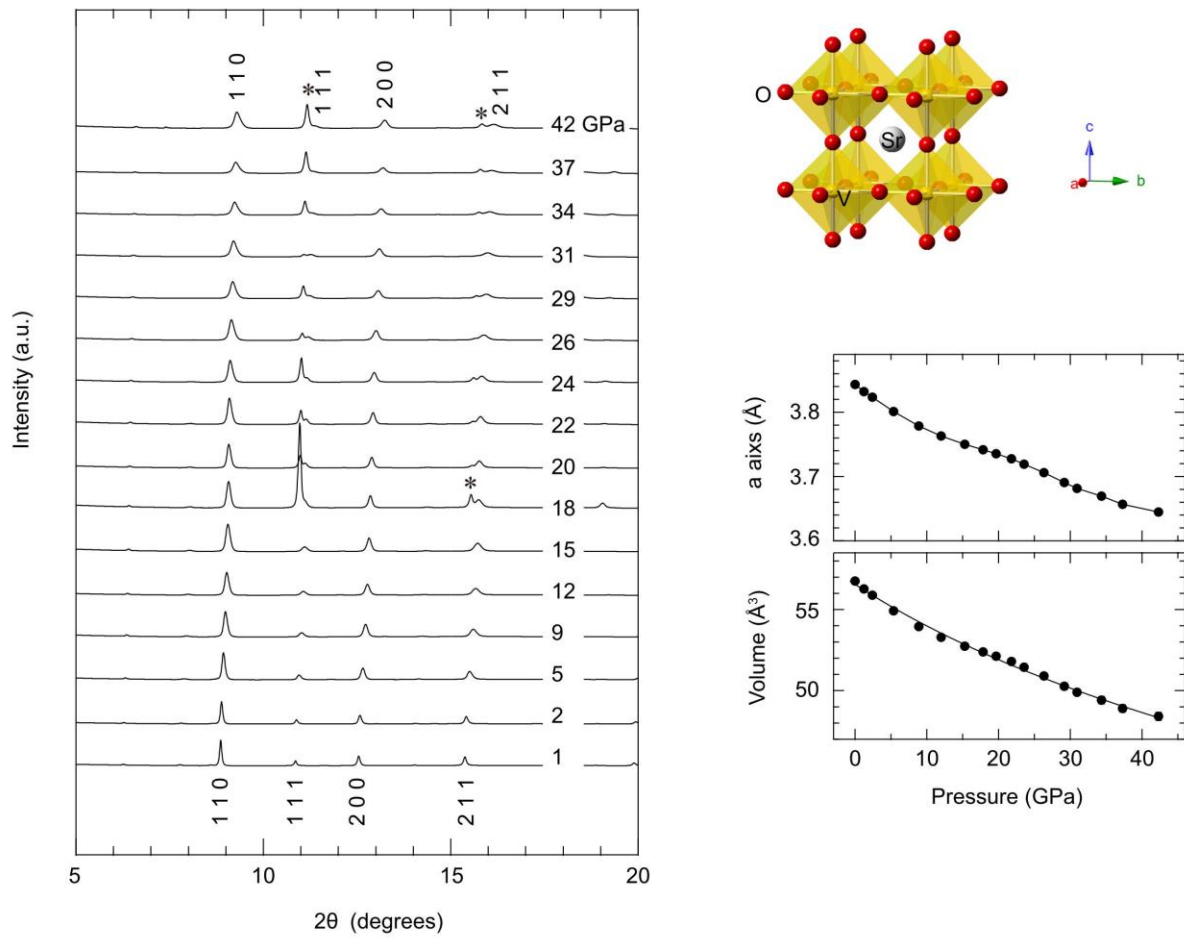 1 1 0
*
1 1 1
2 0 0
*
2 1 1
42 GPa
37
34
31
29
26
24
22
20
*
18
15
12
9
5
2
1
1 1 0
1 1 1
2 0 0
2 1 1
5
10
15
20
2θ (degrees)
Intensity (a.u.)
O
Sr
V
c
a
b
3.8
3.7
3.6
a aixs (Å)
55
50
Volume (Å³)
0
10
20
30
40
Pressure (GPa)